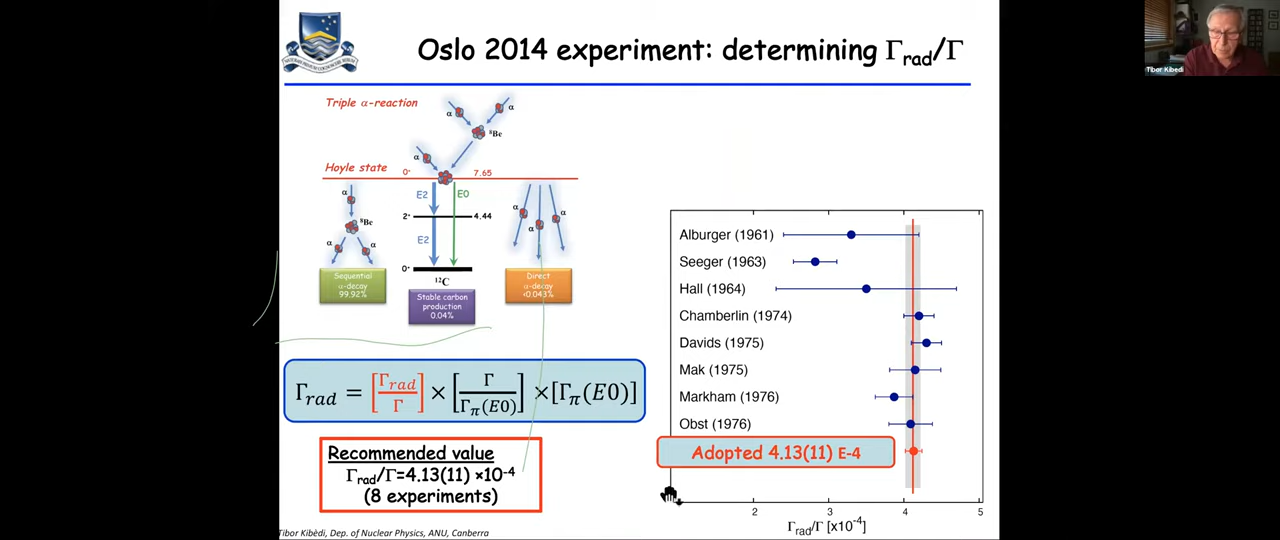 Oslo 2014 experiment: determining Γrad/Γ
Tibor Kibedi
Triple α-reaction
α
α
⁸Be
α
Hoyle state
0⁺
7.65
α
⁸Be
α
α
E2
E0
2⁺
4.44
E2
0⁺
¹²C
α
α
α
Sequential
α-decay
99.92%
Stable carbon
production
0.04%
Direct
α-decay
<0.043%
Γrad = [Γrad/Γ] × [Γ/Γπ(E0)] × [Γπ(E0)]
Recommended value
Γrad/Γ=4.13(11) ×10⁻⁴
(8 experiments)
Alburger (1961)
Seeger (1963)
Hall (1964)
Chamberlin (1974)
Davids (1975)
Mak (1975)
Markham (1976)
Obst (1976)
Adopted 4.13(11) E-4
2 3 4 5
Γrad/Γ [x10⁻⁴]
Tibor Kibèdi, Dep. of Nuclear Physics, ANU, Canberra